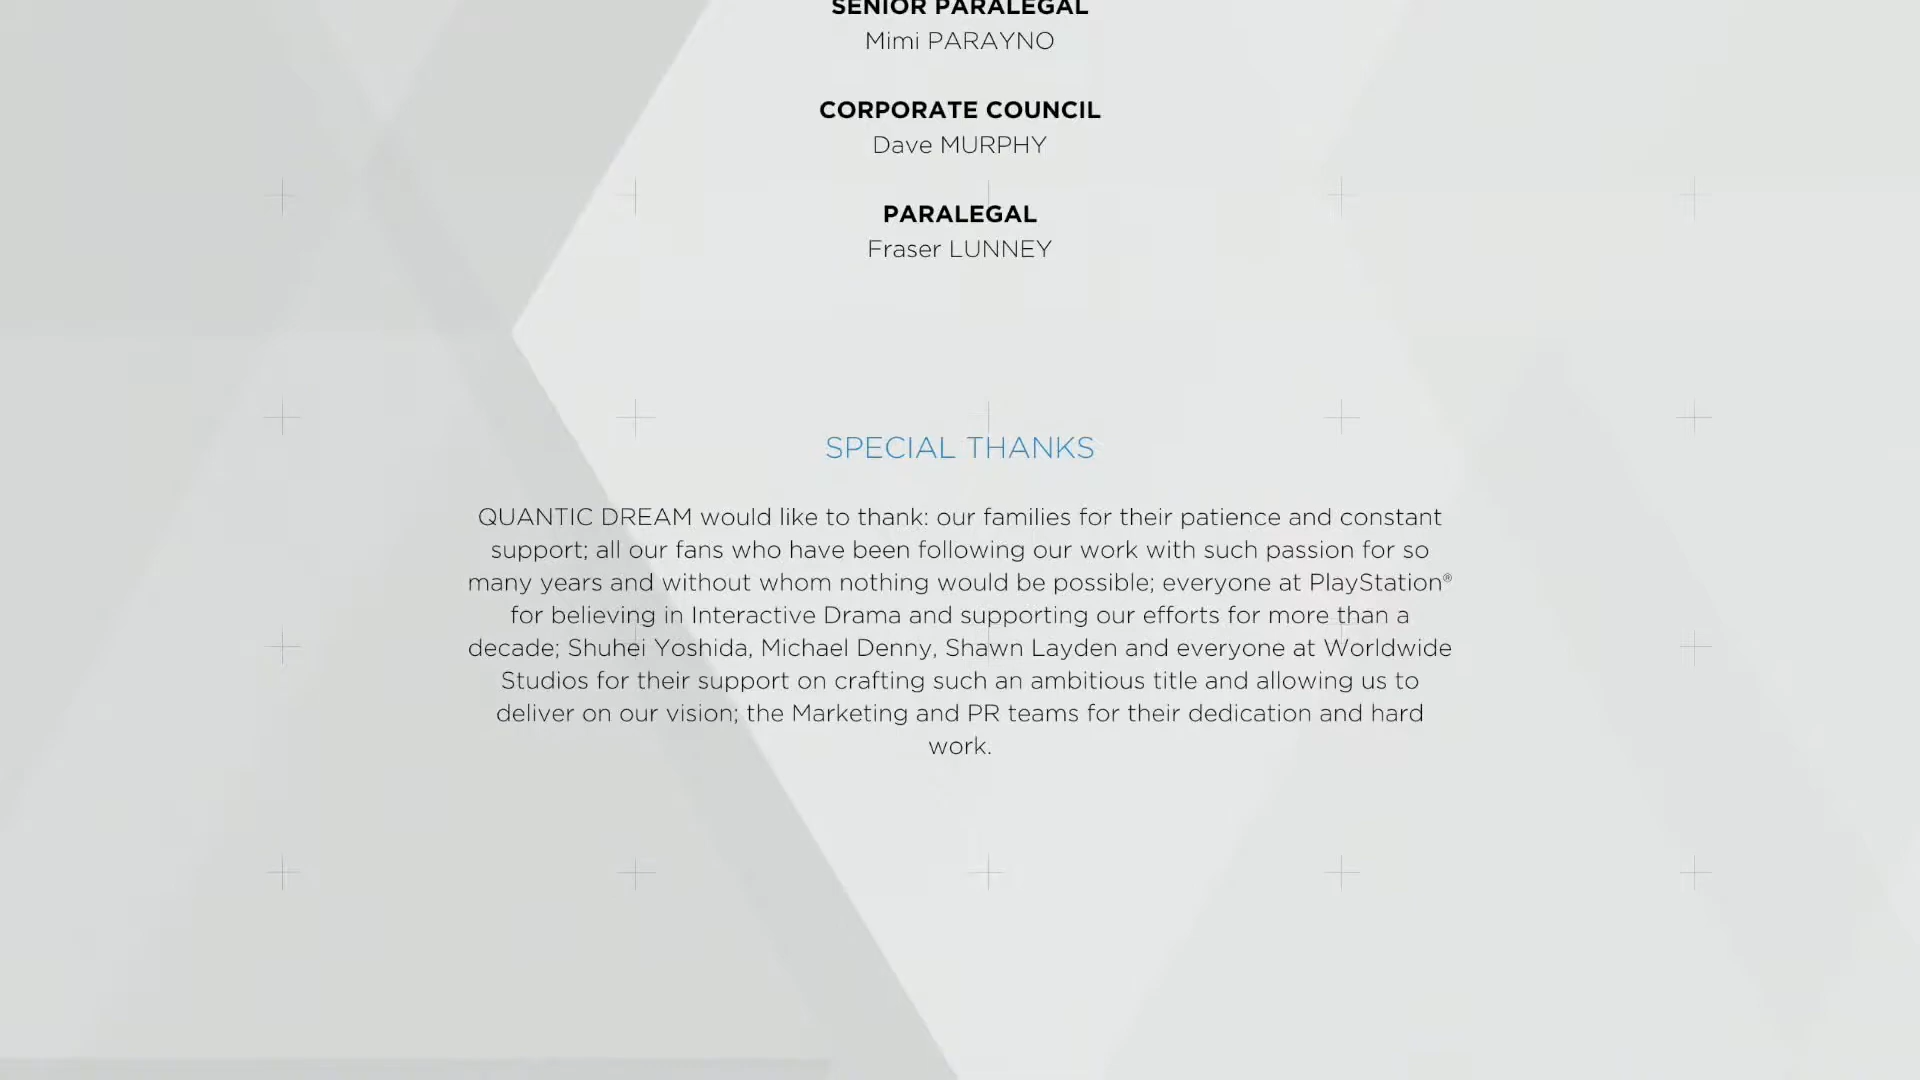 SENIOR PARALEGAL
Mimi PARAYNO
CORPORATE COUNCIL
Dave MURPHY
PARALEGAL
Fraser LUNNEY
SPECIAL THANKS
QUANTIC DREAM would like to thank: our families for their patience and constant
support; all our fans who have been following our work with such passion for so
many years and without whom nothing would be possible; everyone at PlayStation®
for believing in Interactive Drama and supporting our efforts for more than a
decade; Shuhei Yoshida, Michael Denny, Shawn Layden and everyone at Worldwide
Studios for their support on crafting such an ambitious title and allowing us to
deliver on our vision; the Marketing and PR teams for their dedication and hard
work.